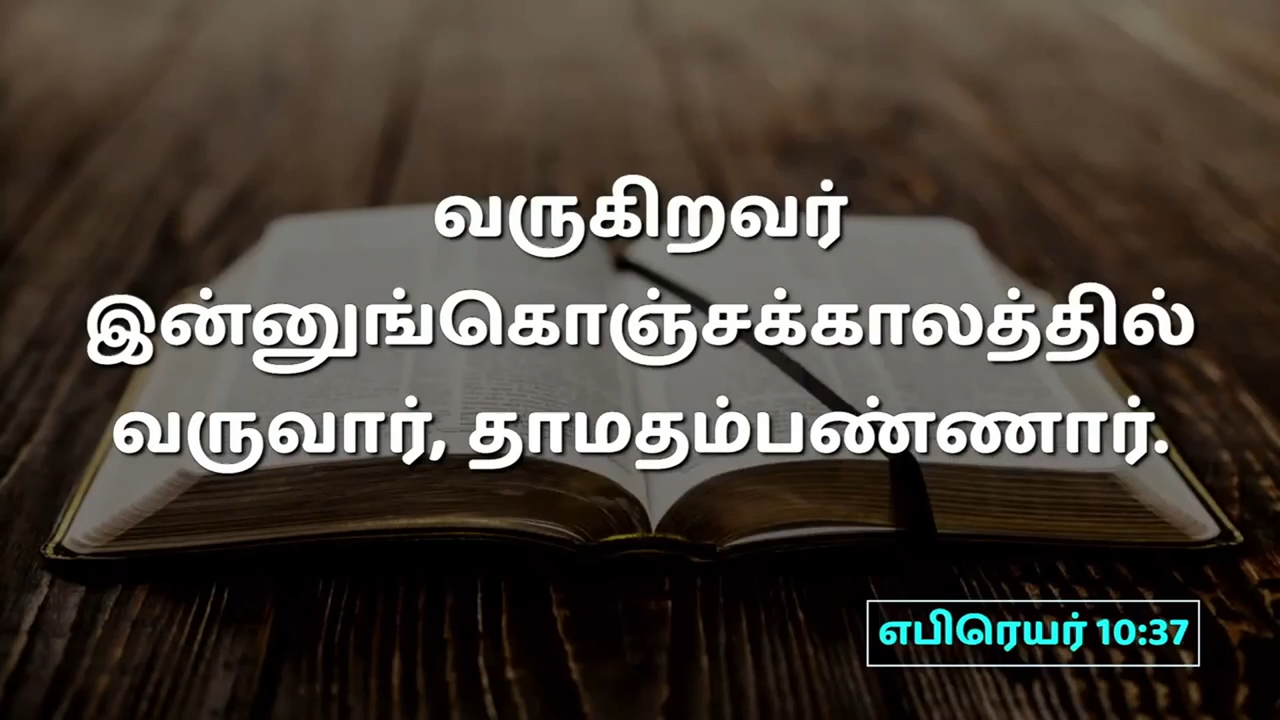 வருகிறவர்
இன்னுங்கொஞ்சக்காலத்தில்
வருவார், தாமதம்பண்ணார்.
எபிரெயர் 10:37